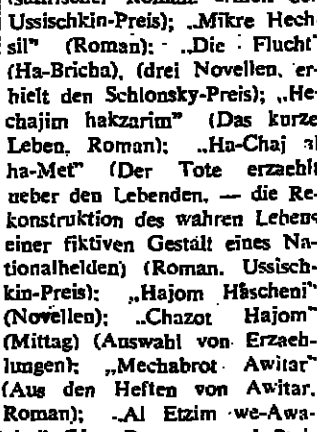 Ussischkin-Preis); „Mikre Hech-
sil” (Roman): „Die Flucht”
(Ha-Bricha), (drei Novellen, er-
hielt den Schlonsky-Preis); „He-
chajim hakzarim” (Das kurze
Leben, Roman); „Ha-Chaj al
ha-Met” (Der Tote erzaehlt
ueber den Lebenden, — die Re-
konstruktion des wahren Lebens
einer fiktiven Gestalt eines Na-
tionalhelden) (Roman. Ussisch-
kin-Preis); „Hajom Hascheni”
(Novellen); „Chazot Hajom”
(Mittag) (Auswahl von Erzaeh-
lungen); „Mechabrot Awitar”
(Aus den Heften von Awitar,
Roman); „Al Etzim we-Awa-